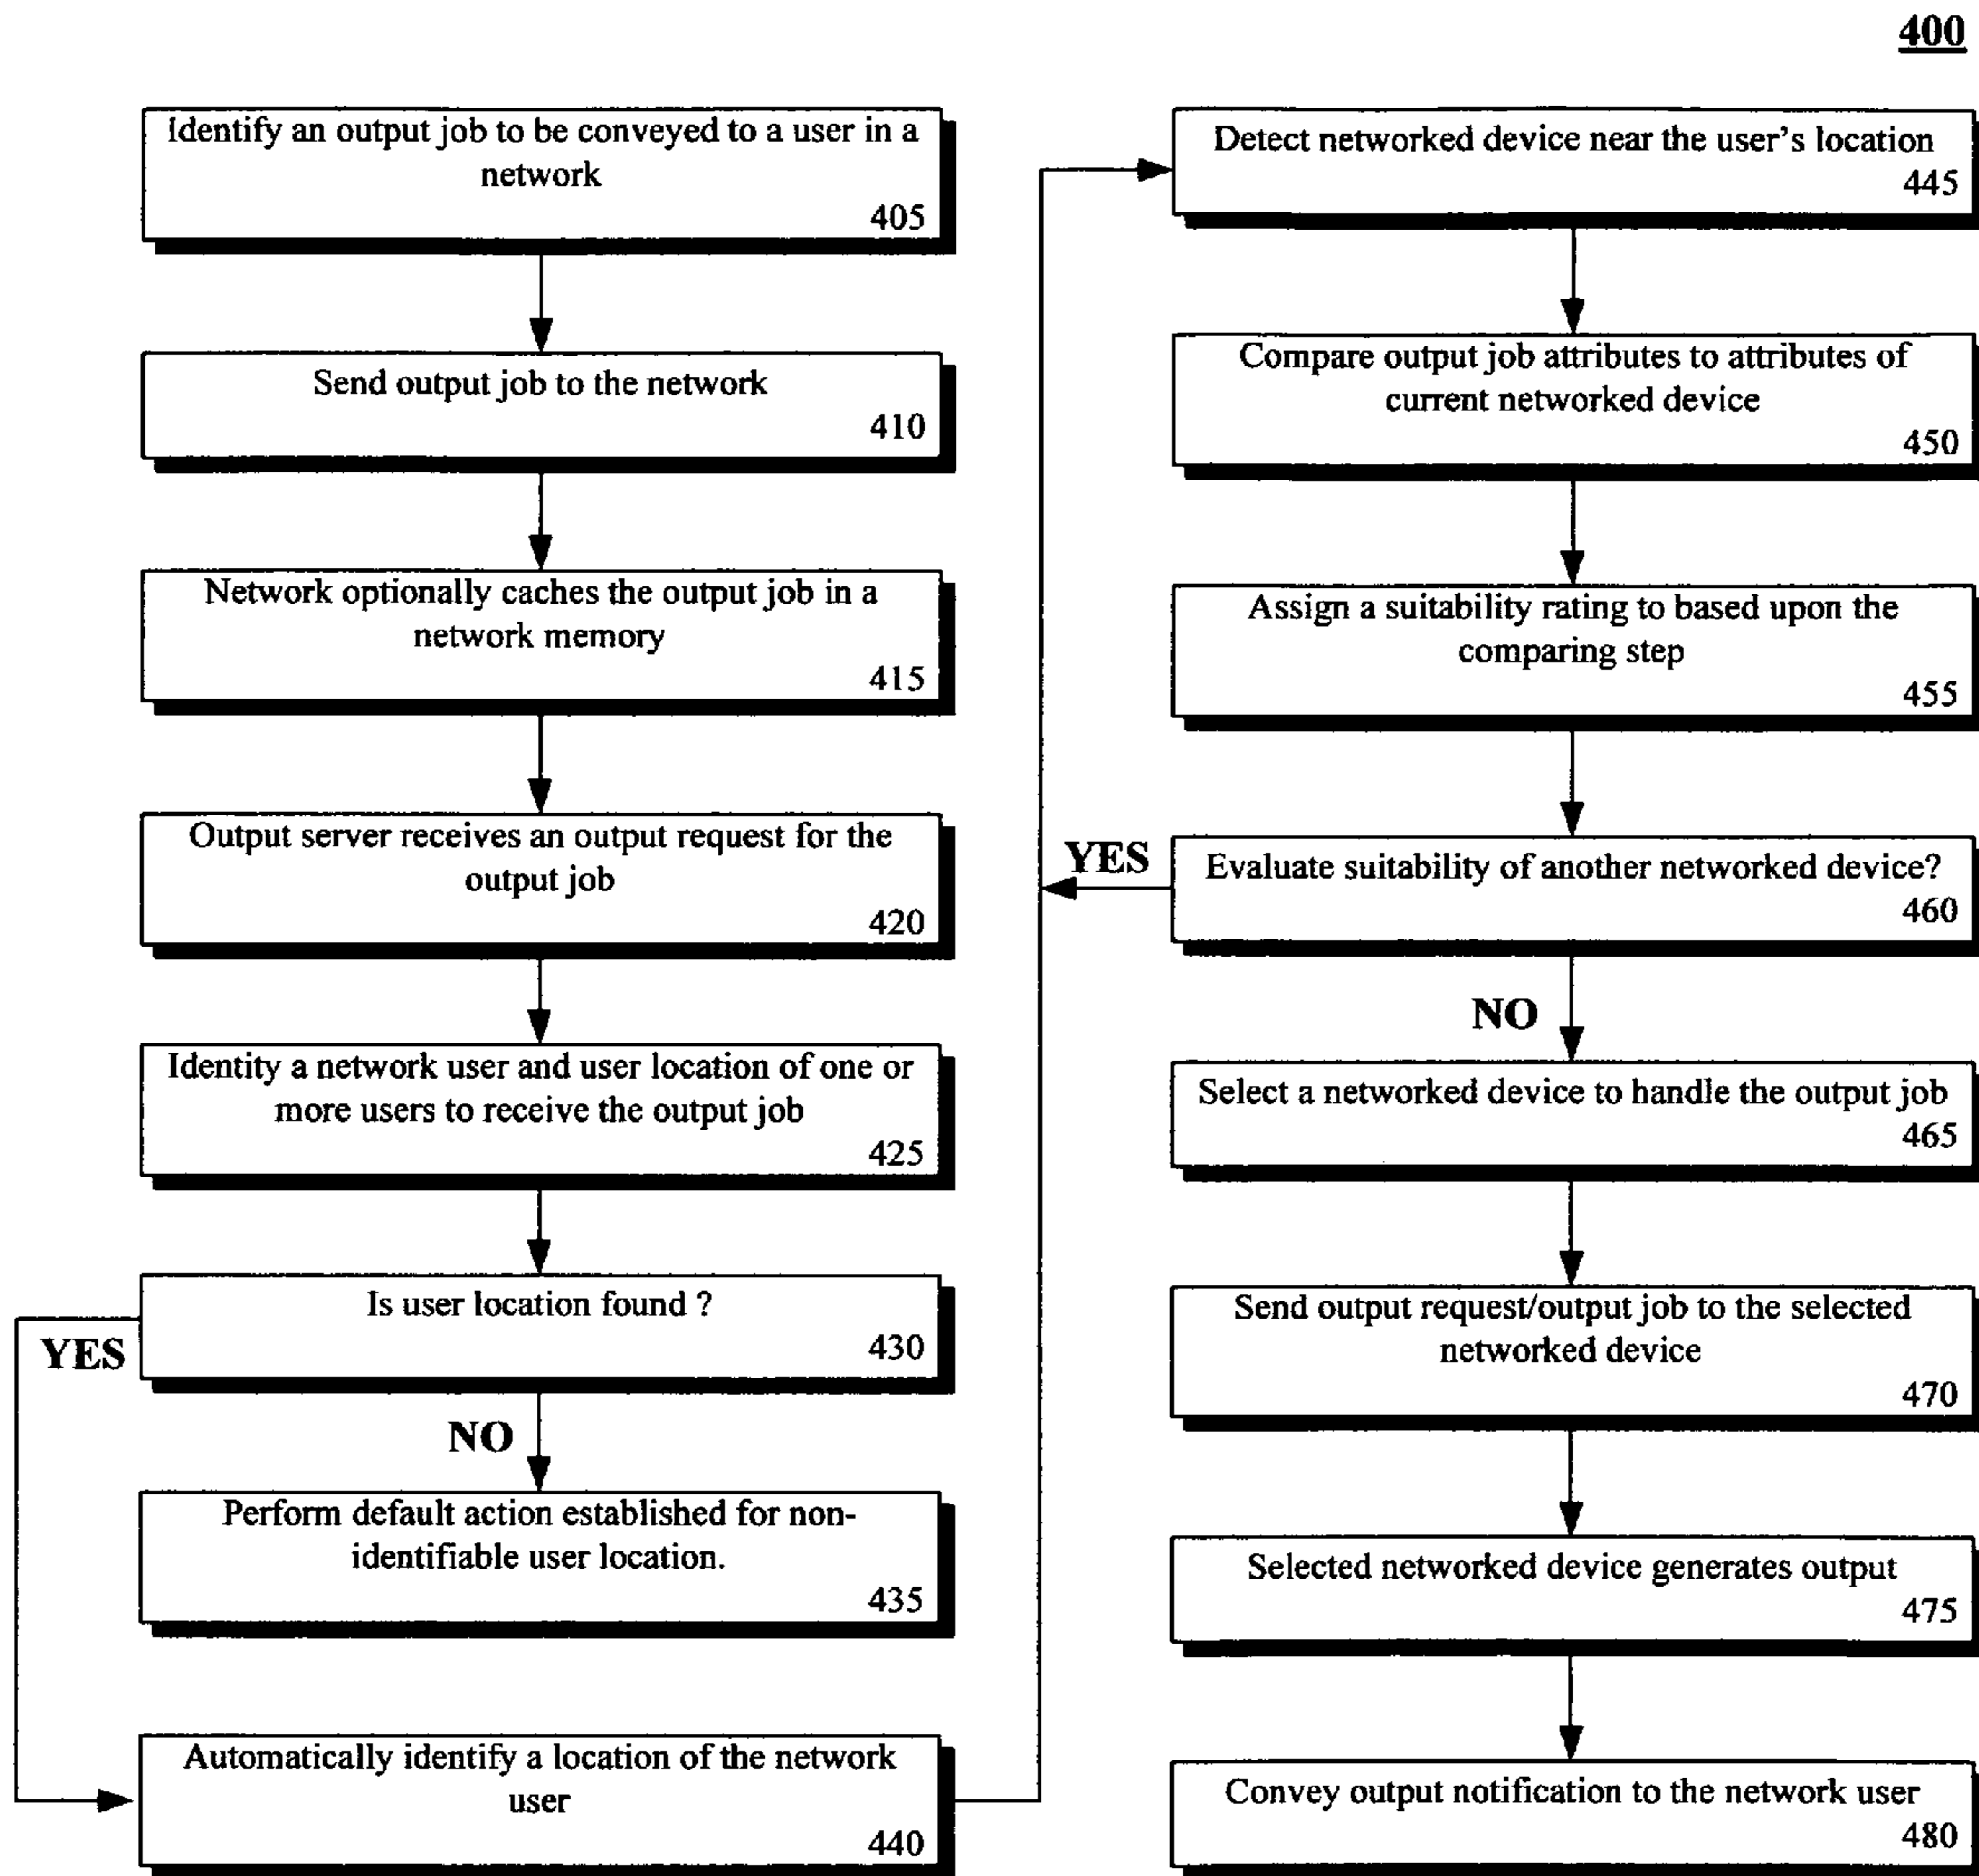 400
Identify an output job to be conveyed to a user in a
network
405
Send output job to the network
410
Network optionally caches the output job in a
network memory
415
Output server receives an output request for the
output job
420
Identity a network user and user location of one or
more users to receive the output job
425
Is user location found ?
430
YES
NO
Perform default action established for non-
identifiable user location.
435
Automatically identify a location of the network
user
440
Detect networked device near the user's location
445
Compare output job attributes to attributes of
current networked device
450
Assign a suitability rating to based upon the
comparing step
455
YES
Evaluate suitability of another networked device?
460
NO
Select a networked device to handle the output job
465
Send output request/output job to the selected
networked device
470
Selected networked device generates output
475
Convey output notification to the network user
480